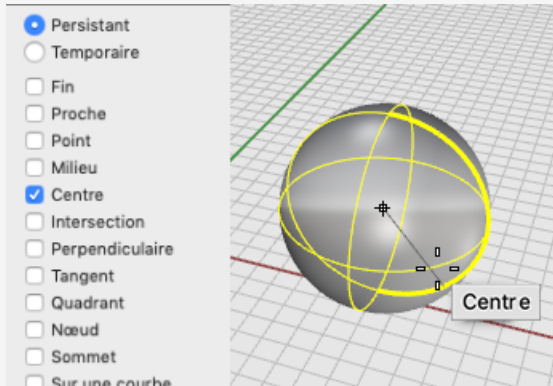 Persistant
Temporaire
Fin
Proche
Point
Milieu
Centre
Intersection
Perpendiculaire
Tangent
Quadrant
Nœud
Sommet
Sur une courbe
Centre